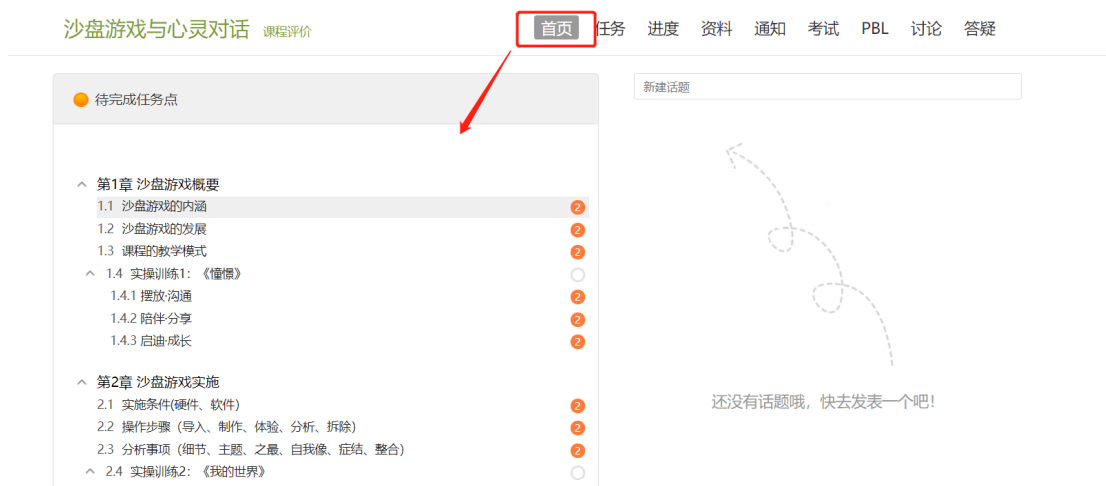 沙盘游戏与心灵对话 课程评价
首页 任务 进度 资料 通知 考试 PBL 讨论 答疑
待完成任务点
新建话题
第1章 沙盘游戏概要
1.1 沙盘游戏的内涵 2
1.2 沙盘游戏的发展 2
1.3 课程的教学模式 2
1.4 实操训练1：《憧憬》
1.4.1 摆放·沟通 2
1.4.2 陪伴·分享 2
1.4.3 启迪·成长 2
第2章 沙盘游戏实施
2.1 实施条件(硬件、软件) 2
2.2 操作步骤（导入、制作、体验、分析、拆除） 2
2.3 分析事项（细节、主题、之最、自我像、症结、整合） 2
2.4 实操训练2：《我的世界》
还没有话题哦，快去发表一个吧！